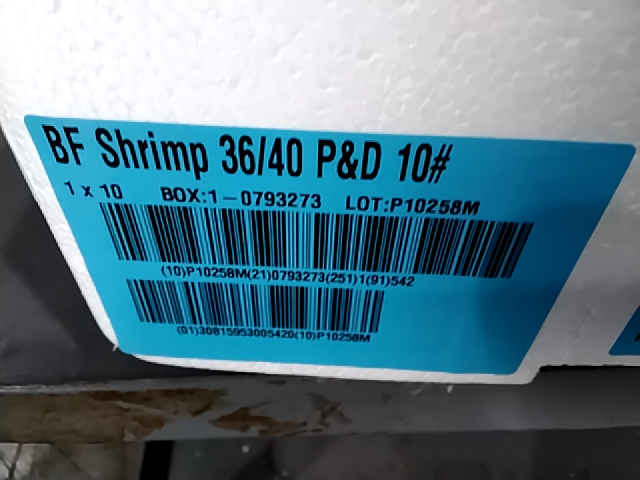 BF Shrimp 36/40 P&D 10#
1 x 10 BOX:1-0793273 LOT:P10258M
(10)P10258M(21)0793273(251)1(91)542
(01)30815953005420(10)P10258M